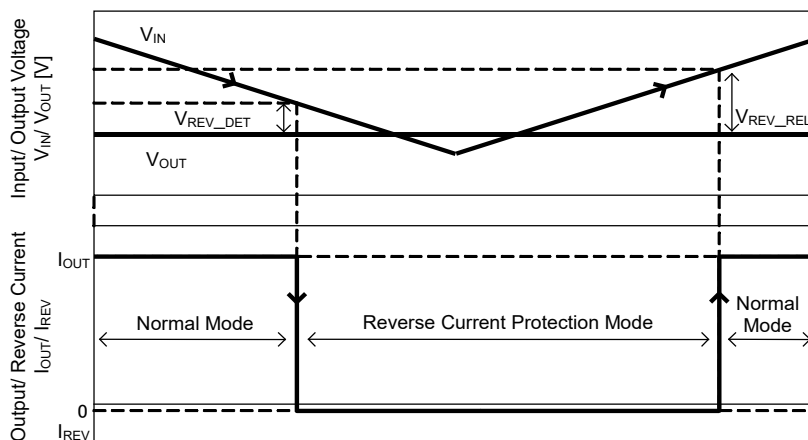 Input/ Output Voltage
VIN/ VOUT [V]
VIN
VREV_DET
VREV_REL
VOUT
Output/ Reverse Current
IOUT/ IREV
IOUT
Normal Mode
Reverse Current Protection Mode
Normal
Mode
0
IREV